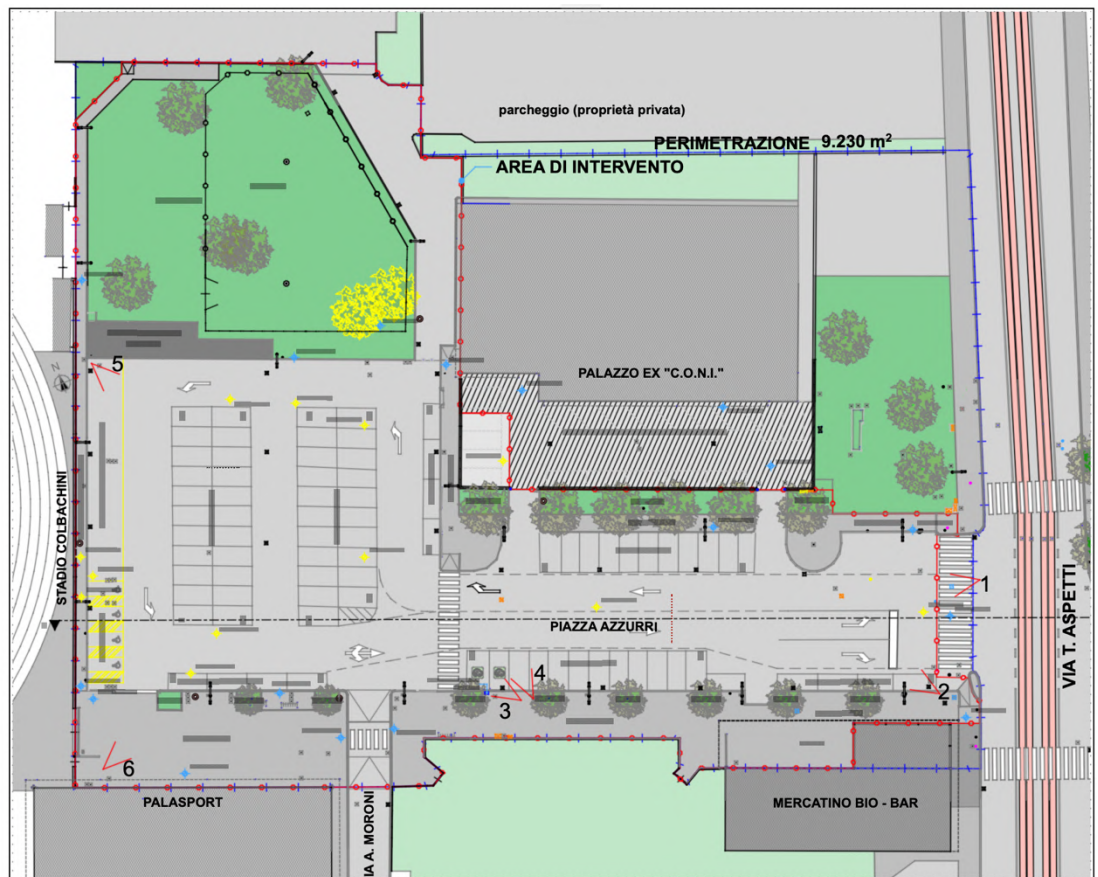 parcheggio (proprietà privata)
PERIMETRAZIONE 9.230 m²
AREA DI INTERVENTO
5
N
PALAZZO EX "C.O.N.I."
STADIO COLBACHINI
1
VIA T. ASPETTI
PIAZZA AZZURRI
4
3
2
6
PALASPORT
IA A. MORONI
MERCATINO BIO - BAR